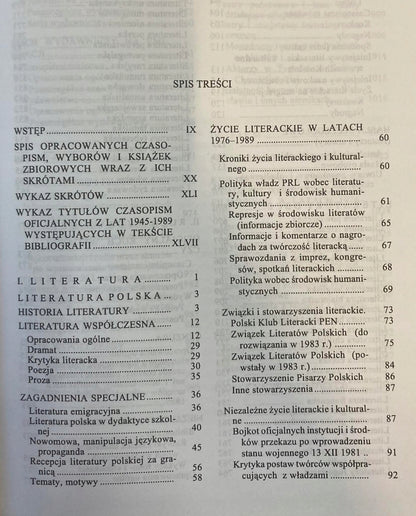 SPIS TREŚCI
WSTĘP ... IX
SPIS OPRACOWANYCH CZASO-
PISM, WYBORÓW I KSIĄŻEK
ZBIOROWYCH WRAZ Z ICH
SKRÓTAMI ... XX
WYKAZ SKRÓTÓW ... XLI
WYKAZ TYTUŁÓW CZASOPISM
OFICJALNYCH Z LAT 1945-1989
WYSTĘPUJĄCYCH W TEKŚCIE
BIBLIOGRAFII ... XLVII
I. LITERATURA ... 1
LITERATURA POLSKA ... 3
HISTORIA LITERATURY ... 3
LITERATURA WSPÓŁCZESNA ... 12
Opracowania ogólne ... 12
Dramat ... 29
Krytyka literacka ... 29
Poezja ... 30
Proza ... 35
ZAGADNIENIA SPECJALNE ... 36
Literatura emigracyjna ... 36
Literatura polska w dydaktyce szkol-
nej ... 40
Nowomowa, manipulacja językowa,
propaganda ... 45
Recepcja literatury polskiej za gra-
nicą ... 56
Tematy, motywy ... 58
ŻYCIE LITERACKIE W LATACH
1976–1989 ... 60
Kroniki życia literackiego i kultural-
nego ... 60
Polityka władz PRL wobec literatu-
ry, kultury i środowisk humani-
stycznych ... 61
Represje w środowisku literatów
(informacje zbiorcze) ... 65
Informacje i komentarze o nagro-
dach za twórczość literacką ... 67
Sprawozdania z imprez, kongre-
sów, spotkań literackich ... 68
Polityka wobec środowisk humani-
stycznych ... 69
Związki i stowarzyszenia literackie. 73
Polski Klub Literacki PEN ... 73
Związek Literatów Polskich (do
rozwiązania w 1983 r.) ... 75
Związek Literatów Polskich (po-
wstały w 1983 r.) ... 84
Stowarzyszenie Pisarzy Polskich ... 86
Inne stowarzyszenia ... 87
Niezależne życie literackie i kultural-
ne ... 87
Bojkot oficjalnych instytucji i środ-
ków przekazu po wprowadzeniu
stanu wojennego 13 XII 1981 .. 91
Krytyka postaw twórców współpra-
cujących z władzami ... 92